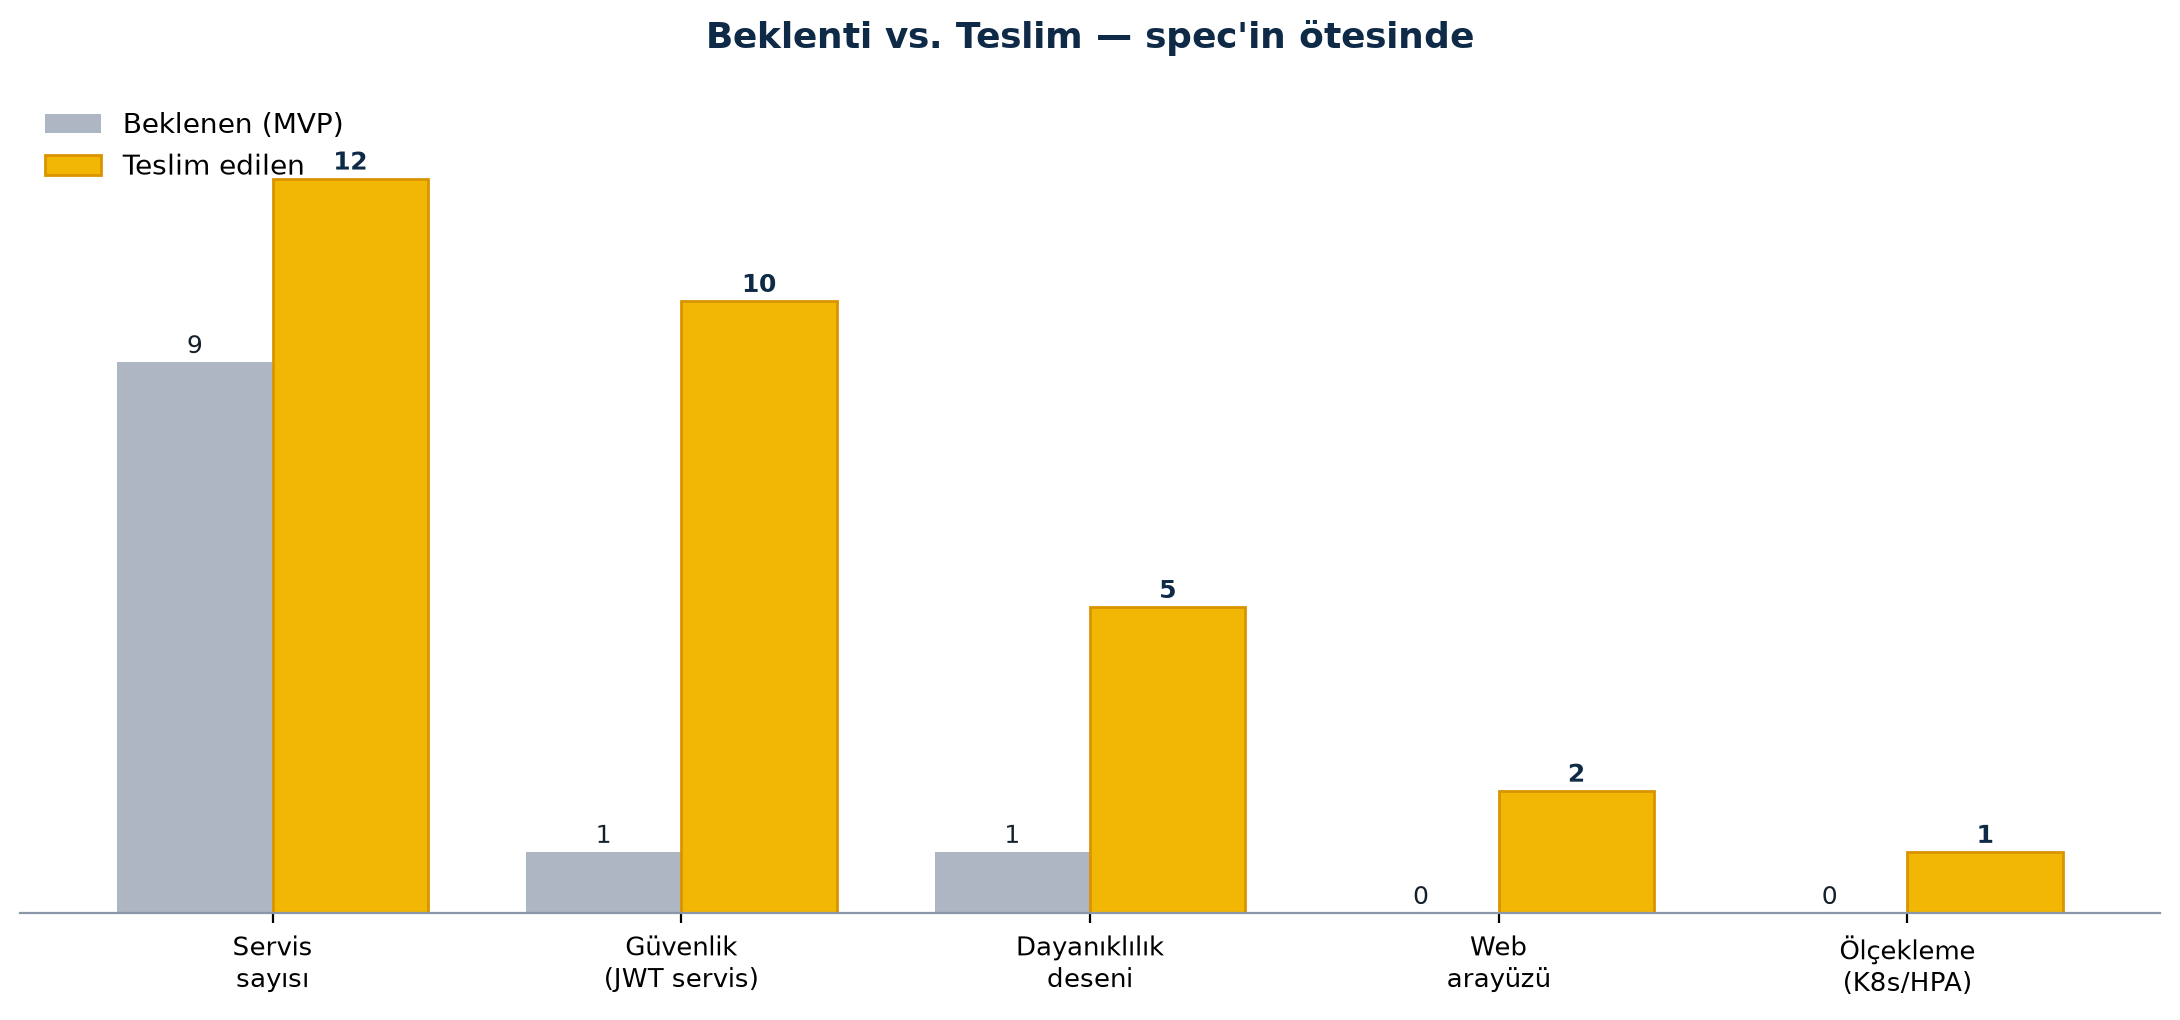 Beklenti vs. Teslim — spec'in ötesinde
Beklenen (MVP)
Teslim edilen
12
9
10
1
5
1
2
0
1
0
Servis
sayısı
Güvenlik
(JWT servis)
Dayanıklılık
deseni
Web
arayüzü
Ölçekleme
(K8s/HPA)